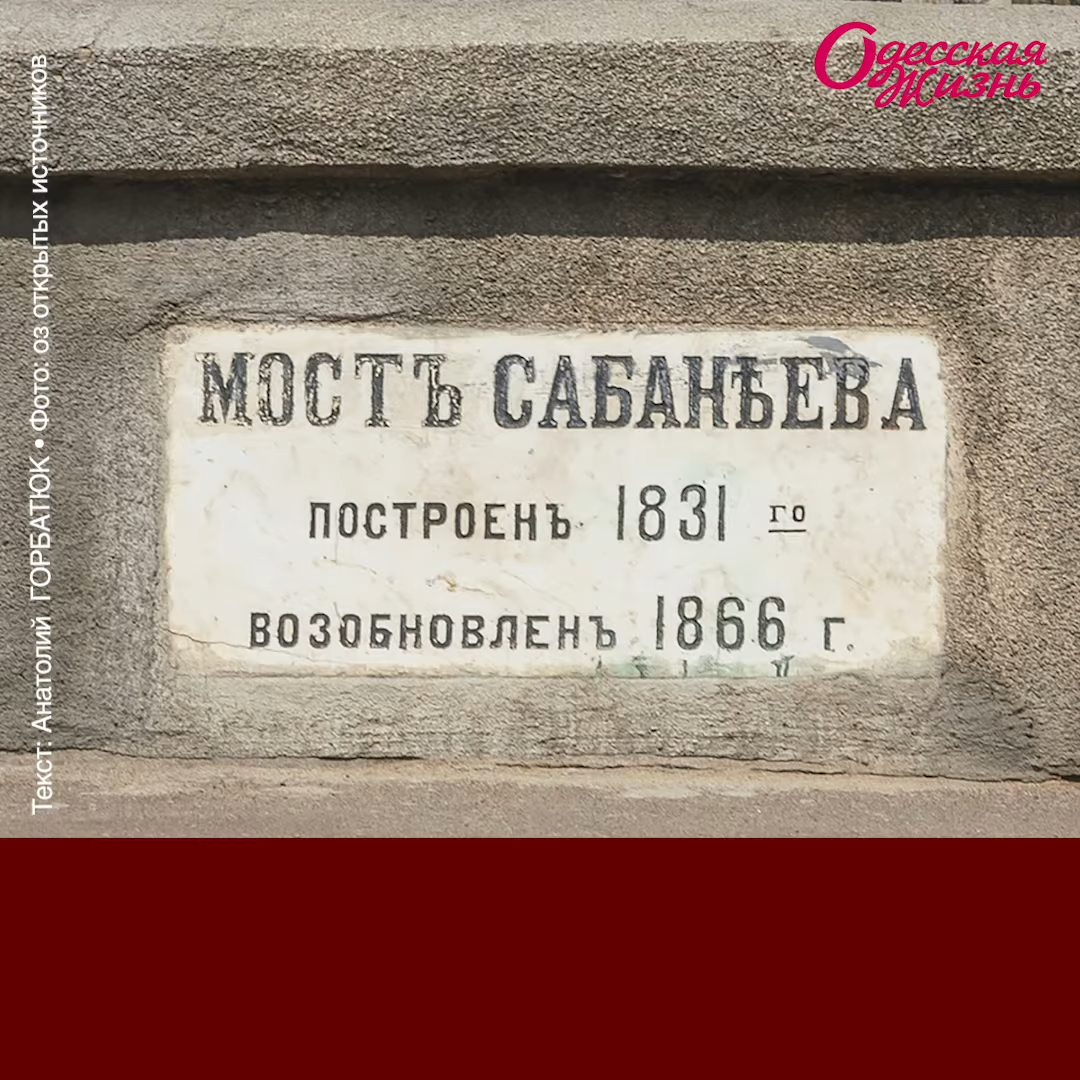 Одесская
Жизнь
МОСТЪ САБАНѢЕВА
ПОСТРОЕНЪ 1831 го
ВОЗОБНОВЛЕНЪ 1866 г.
Текст: Анатолий ГОРБАТЮК • Фото: оз открытых источников